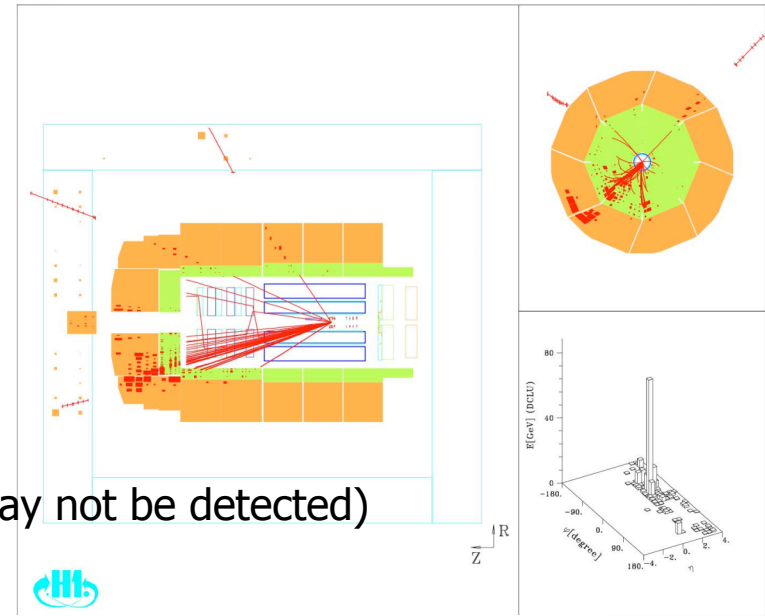 ay not be detected)
R
Z
H1
E[GeV] (DCLU)
80
40
0
-180.
-90.
0.
90.
180.
φ[degree]
-4.
-2.
0.
2.
4.
η